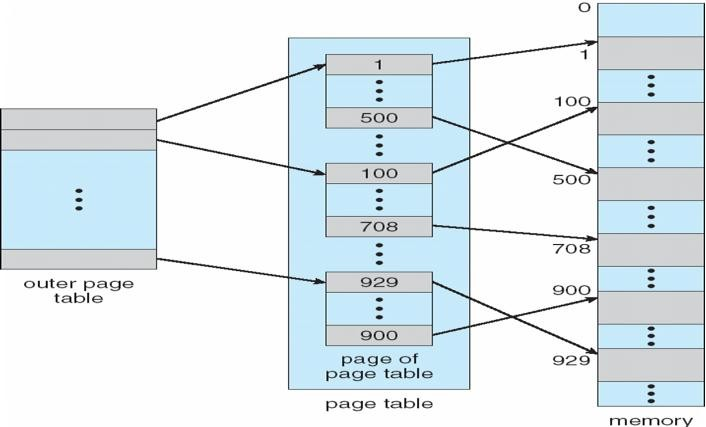 outer page
table
1
500
100
708
929
900
page of
page table
page table
0
1
100
500
708
900
929
memory